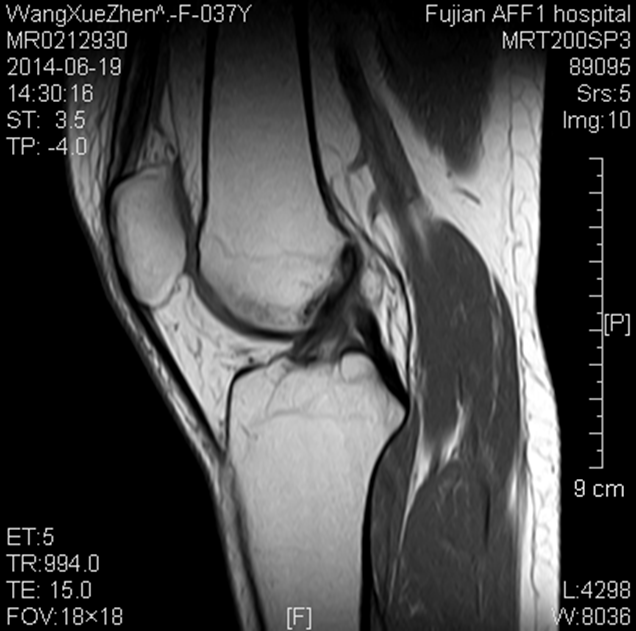 WangXueZhen^.-F-037Y
MR0212930
2014-06-19
14:30:16
ST: 3.5
TP: -4.0
Fujian AFF1 hospital
MRT200SP3
89095
Srs:5
Img:10
[P]
9 cm
ET:5
TR:994.0
TE: 15.0
FOV:18×18
[F]
L:4298
W:8036